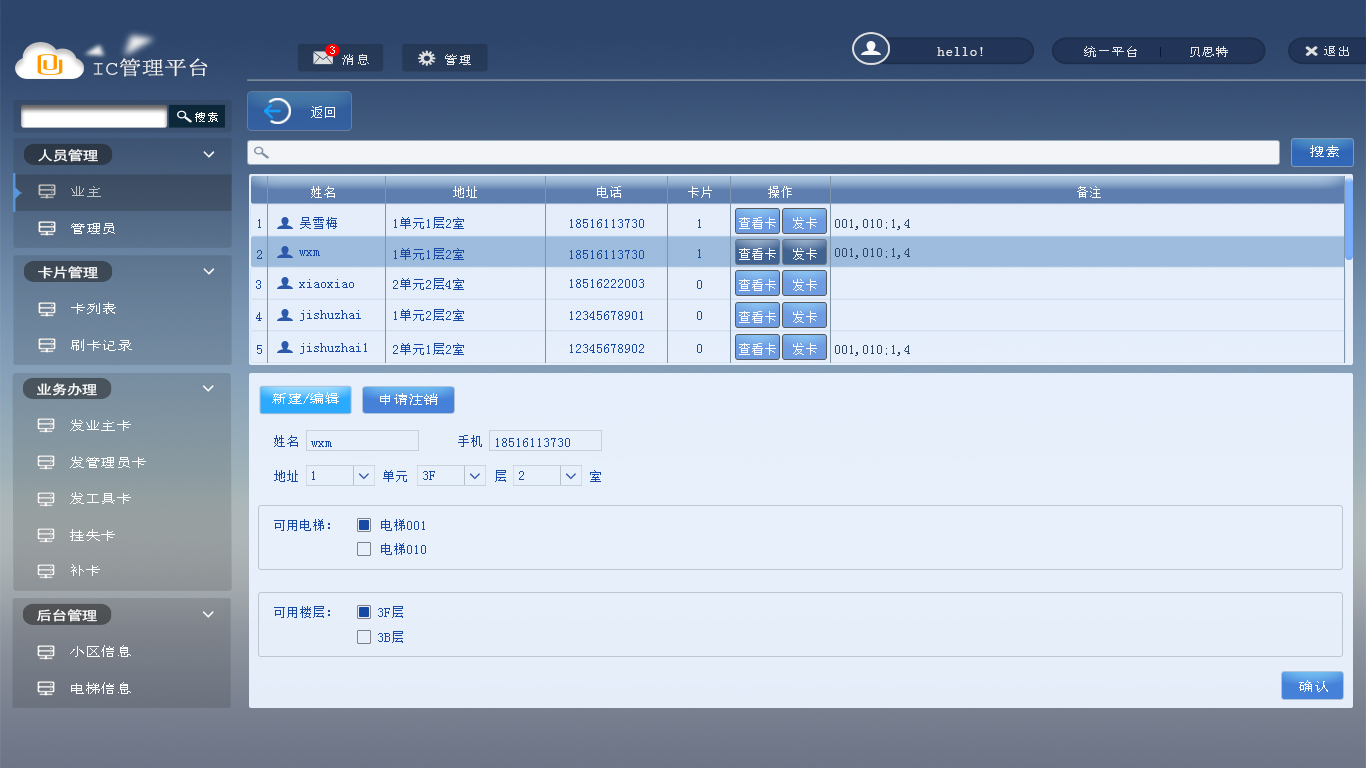 IC管理平台
3
消息
管理
hello!
统一平台
贝思特
退出
搜索
人员管理
业主
管理员
卡片管理
卡列表
刷卡记录
业务办理
发业主卡
发管理员卡
发工具卡
挂失卡
补卡
后台管理
小区信息
电梯信息
返回
搜索
姓名 地址 电话 卡片 操作 备注
1 吴雪梅 1单元1层2室 18516113730 1 查看卡 发卡 001,010;1,4
2 wxm 1单元1层2室 18516113730 1 查看卡 发卡 001,010;1,4
3 xiaoxiao 2单元2层4室 18516222003 0 查看卡 发卡
4 jishuzhai 1单元2层2室 12345678901 0 查看卡 发卡
5 jishuzhai1 2单元1层2室 12345678902 0 查看卡 发卡 001,010;1,4
新建/编辑 申请注销
姓名 wxm 手机 18516113730
地址 1 单元 3F 层 2 室
可用电梯： 电梯001
电梯010
可用楼层： 3F层
3B层
确认